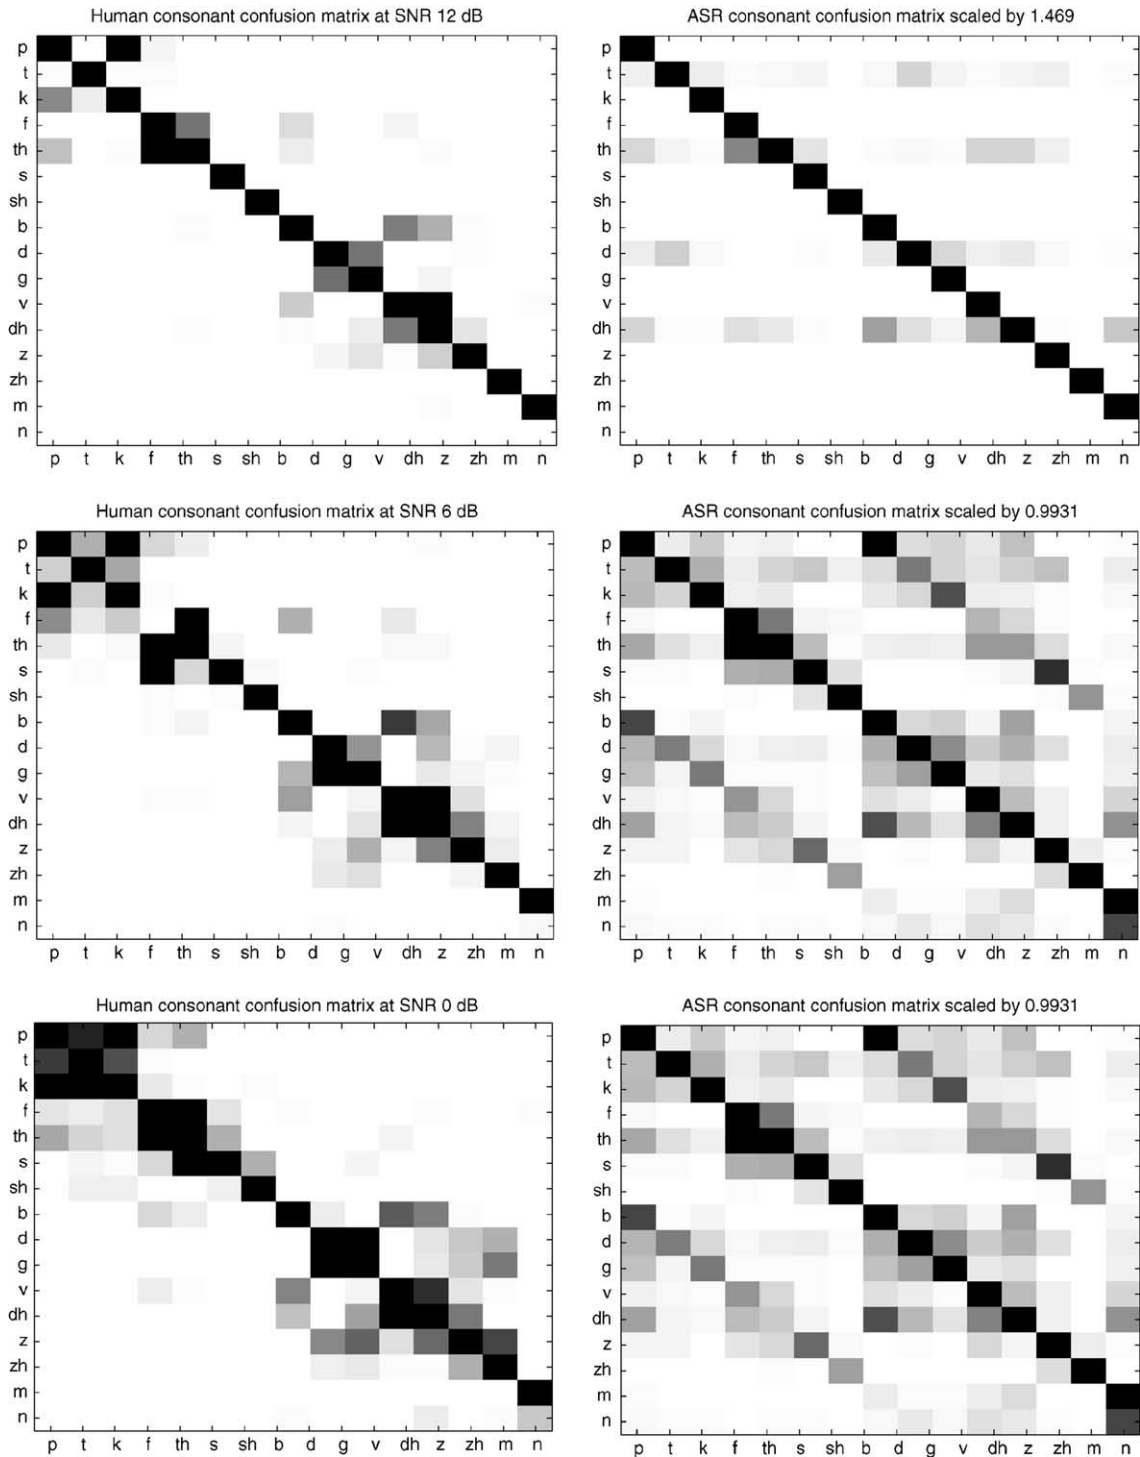 Human consonant confusion matrix at SNR 12 dB
p
t
k
f
th
s
sh
b
d
g
v
dh
z
zh
m
n
p t k f th s sh b d g v dh z zh m n
ASR consonant confusion matrix scaled by 1.469
p
t
k
f
th
s
sh
b
d
g
v
dh
z
zh
m
n
p t k f th s sh b d g v dh z zh m n
Human consonant confusion matrix at SNR 6 dB
p
t
k
f
th
s
sh
b
d
g
v
dh
z
zh
m
n
p t k f th s sh b d g v dh z zh m n
ASR consonant confusion matrix scaled by 0.9931
p
t
k
f
th
s
sh
b
d
g
v
dh
z
zh
m
n
p t k f th s sh b d g v dh z zh m n
Human consonant confusion matrix at SNR 0 dB
p
t
k
f
th
s
sh
b
d
g
v
dh
z
zh
m
n
p t k f th s sh b d g v dh z zh m n
ASR consonant confusion matrix scaled by 0.9931
p
t
k
f
th
s
sh
b
d
g
v
dh
z
zh
m
n
p t k f th s sh b d g v dh z zh m n